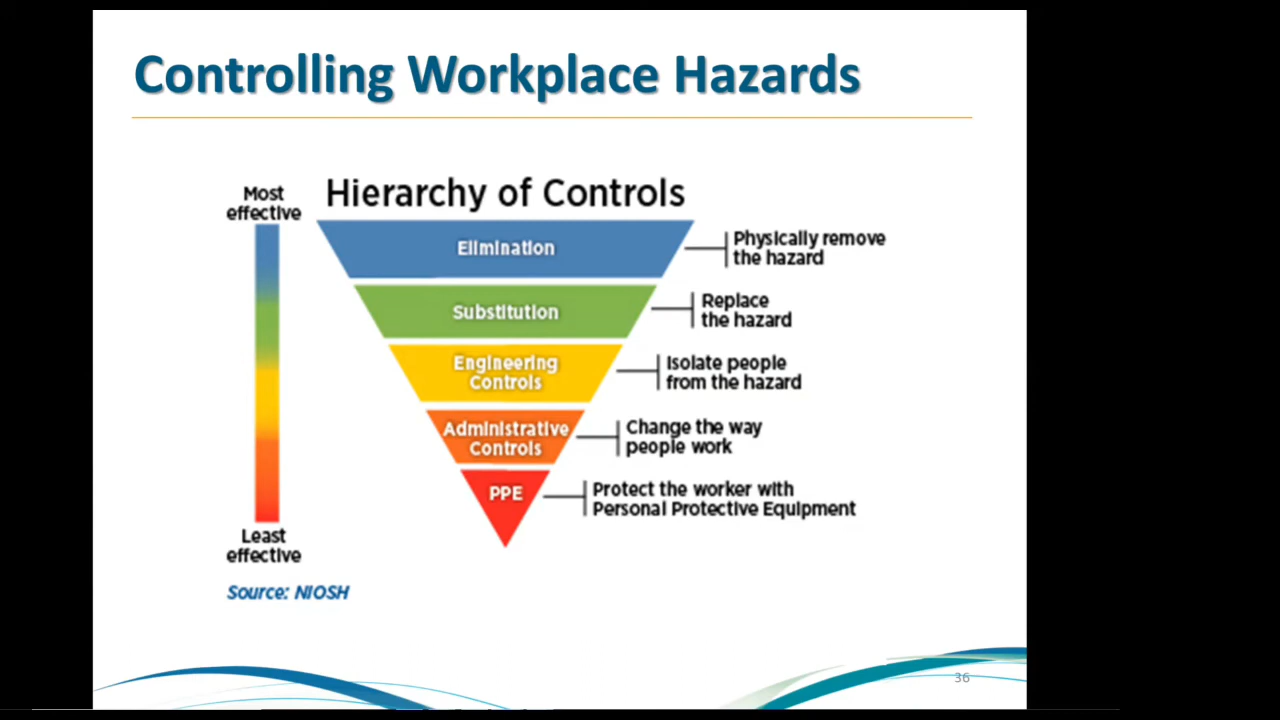 Controlling Workplace Hazards
Most
effective
Hierarchy of Controls
Elimination
Physically remove
the hazard
Substitution
Replace
the hazard
Engineering
Controls
Isolate people
from the hazard
Administrative
Controls
Change the way
people work
PPE
Protect the worker with
Personal Protective Equipment
Least
effective
Source: NIOSH
36